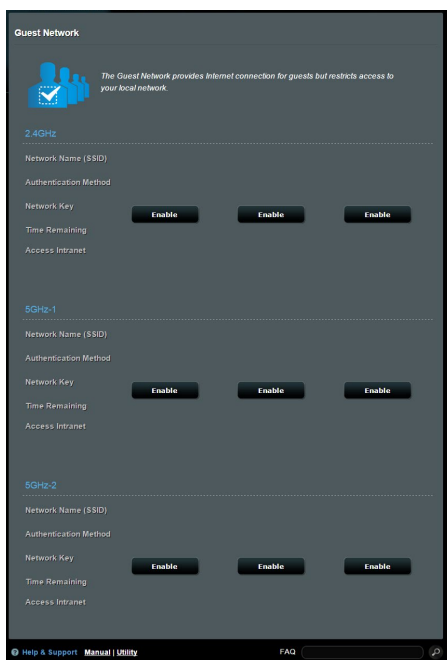 Guest Network
The Guest Network provides Internet connection for guests but restricts access to
your local network.
2.4GHz
Network Name (SSID)
Authentication Method
Network Key
Enable Enable Enable
Time Remaining
Access Intranet
5GHz-1
Network Name (SSID)
Authentication Method
Network Key
Enable Enable Enable
Time Remaining
Access Intranet
5GHz-2
Network Name (SSID)
Authentication Method
Network Key
Enable Enable Enable
Time Remaining
Access Intranet
? Help & Support Manual | Utility FAQ